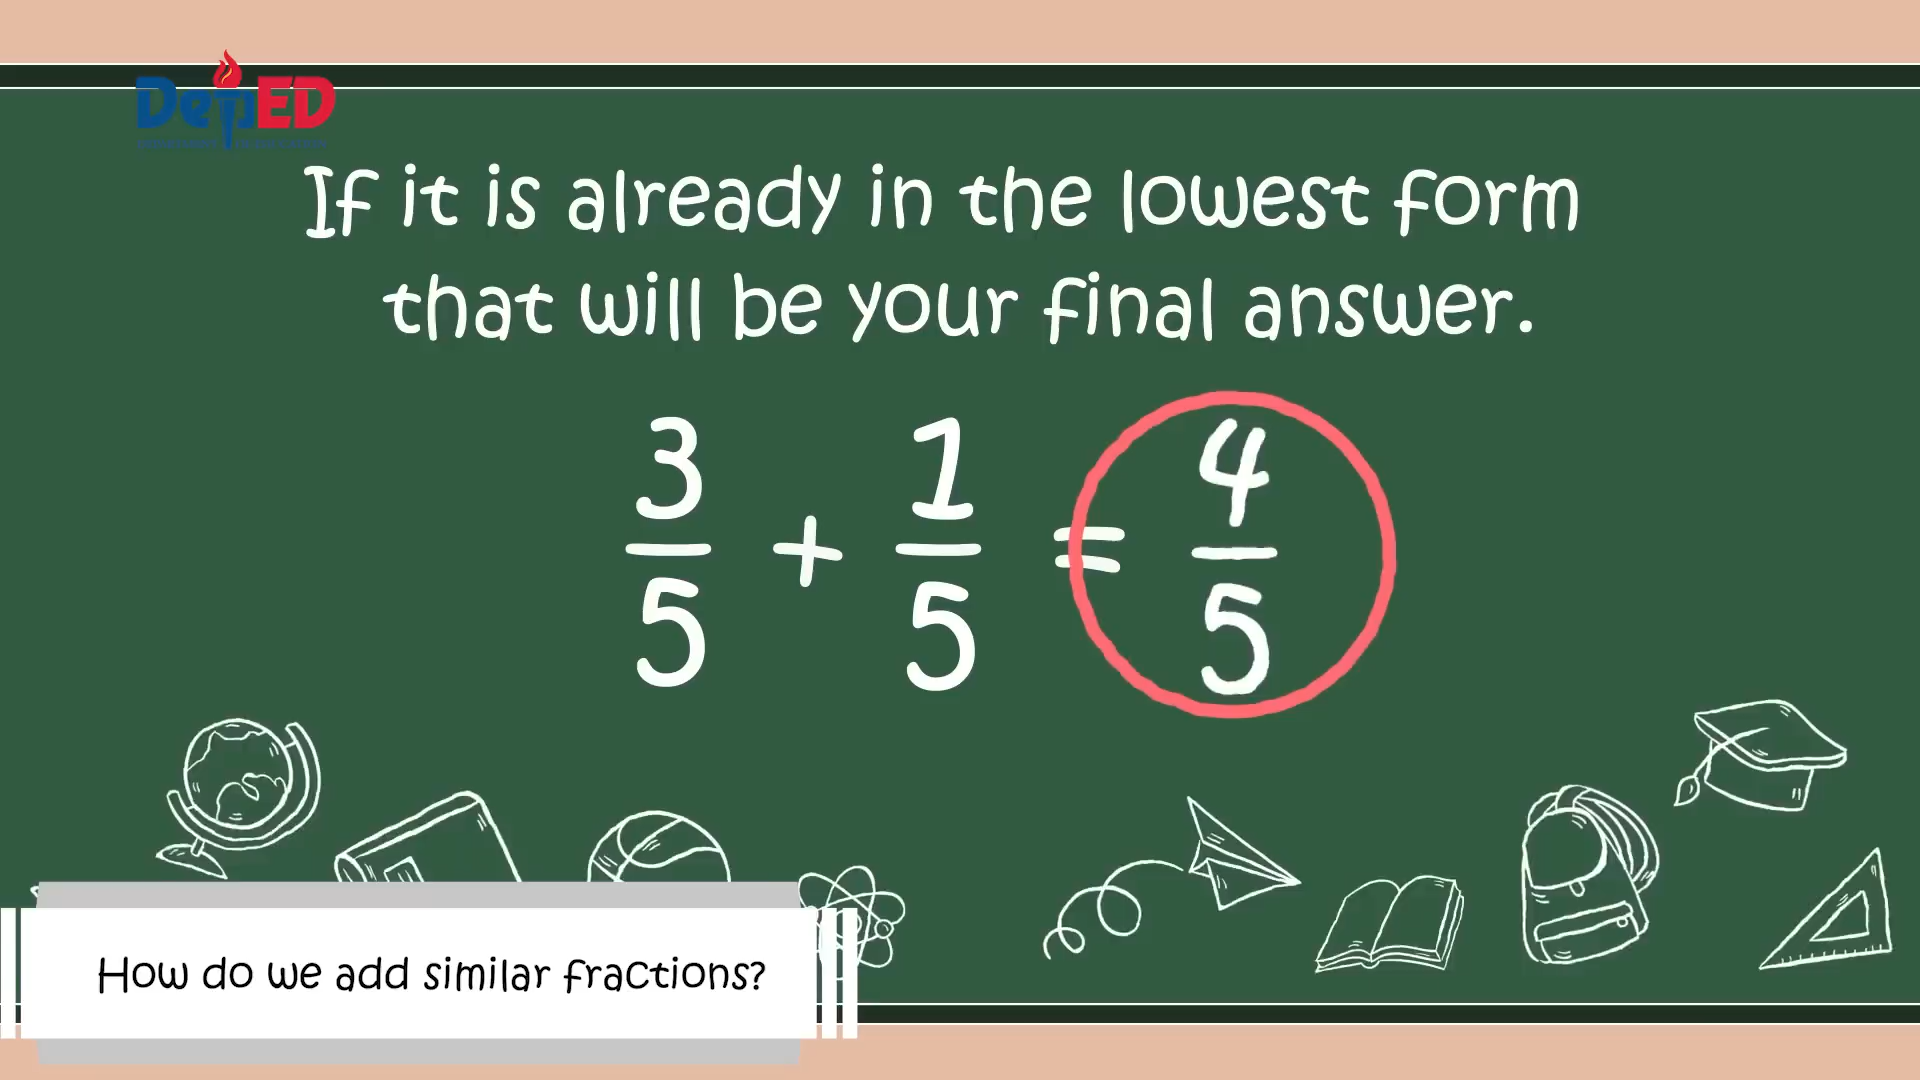 DepED
If it is already in the lowest form
that will be your final answer.
3/5 + 1/5 = 4/5
How do we add similar fractions?